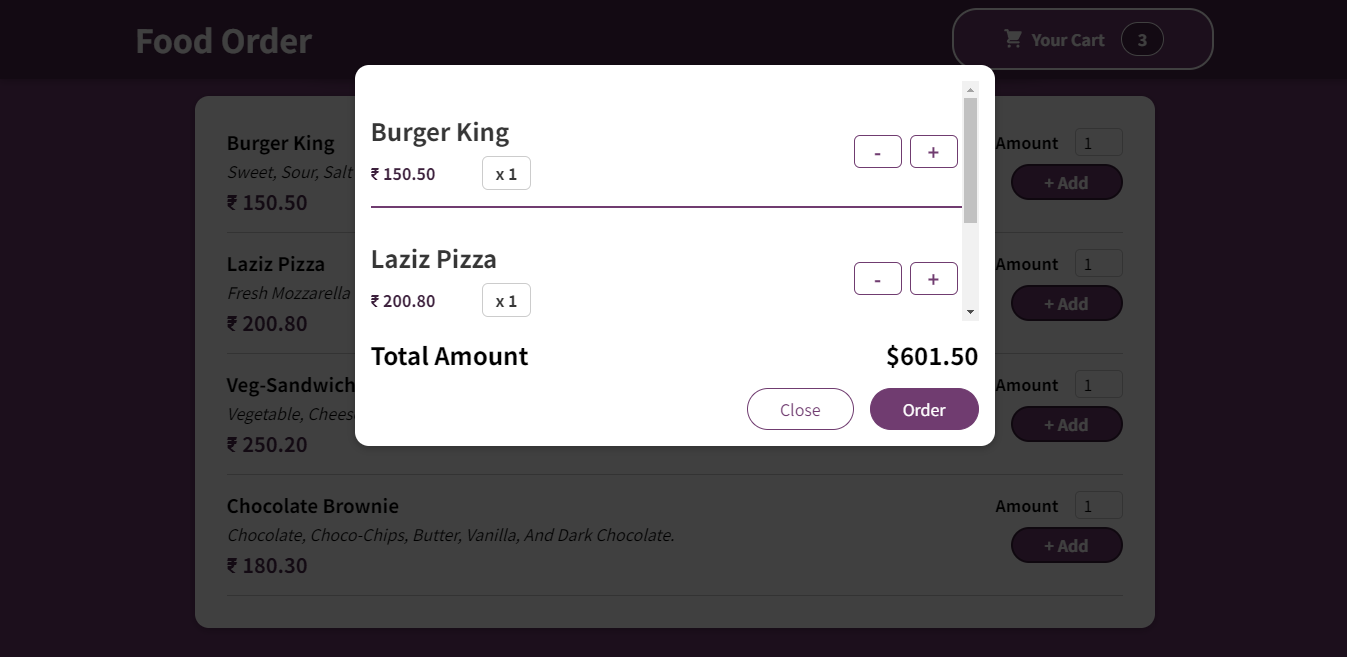 Food Order
Your Cart 3
Burger King
₹ 150.50
x 1
-
+
Laziz Pizza
₹ 200.80
x 1
-
+
Total Amount
$601.50
Close
Order
Burger King
Sweet, Sour, Salt
₹ 150.50
Amount 1
+ Add
Laziz Pizza
Fresh Mozzarella
₹ 200.80
Amount 1
+ Add
Veg-Sandwich
Vegetable, Chees
₹ 250.20
Amount 1
+ Add
Chocolate Brownie
Chocolate, Choco-Chips, Butter, Vanilla, And Dark Chocolate.
₹ 180.30
Amount 1
+ Add